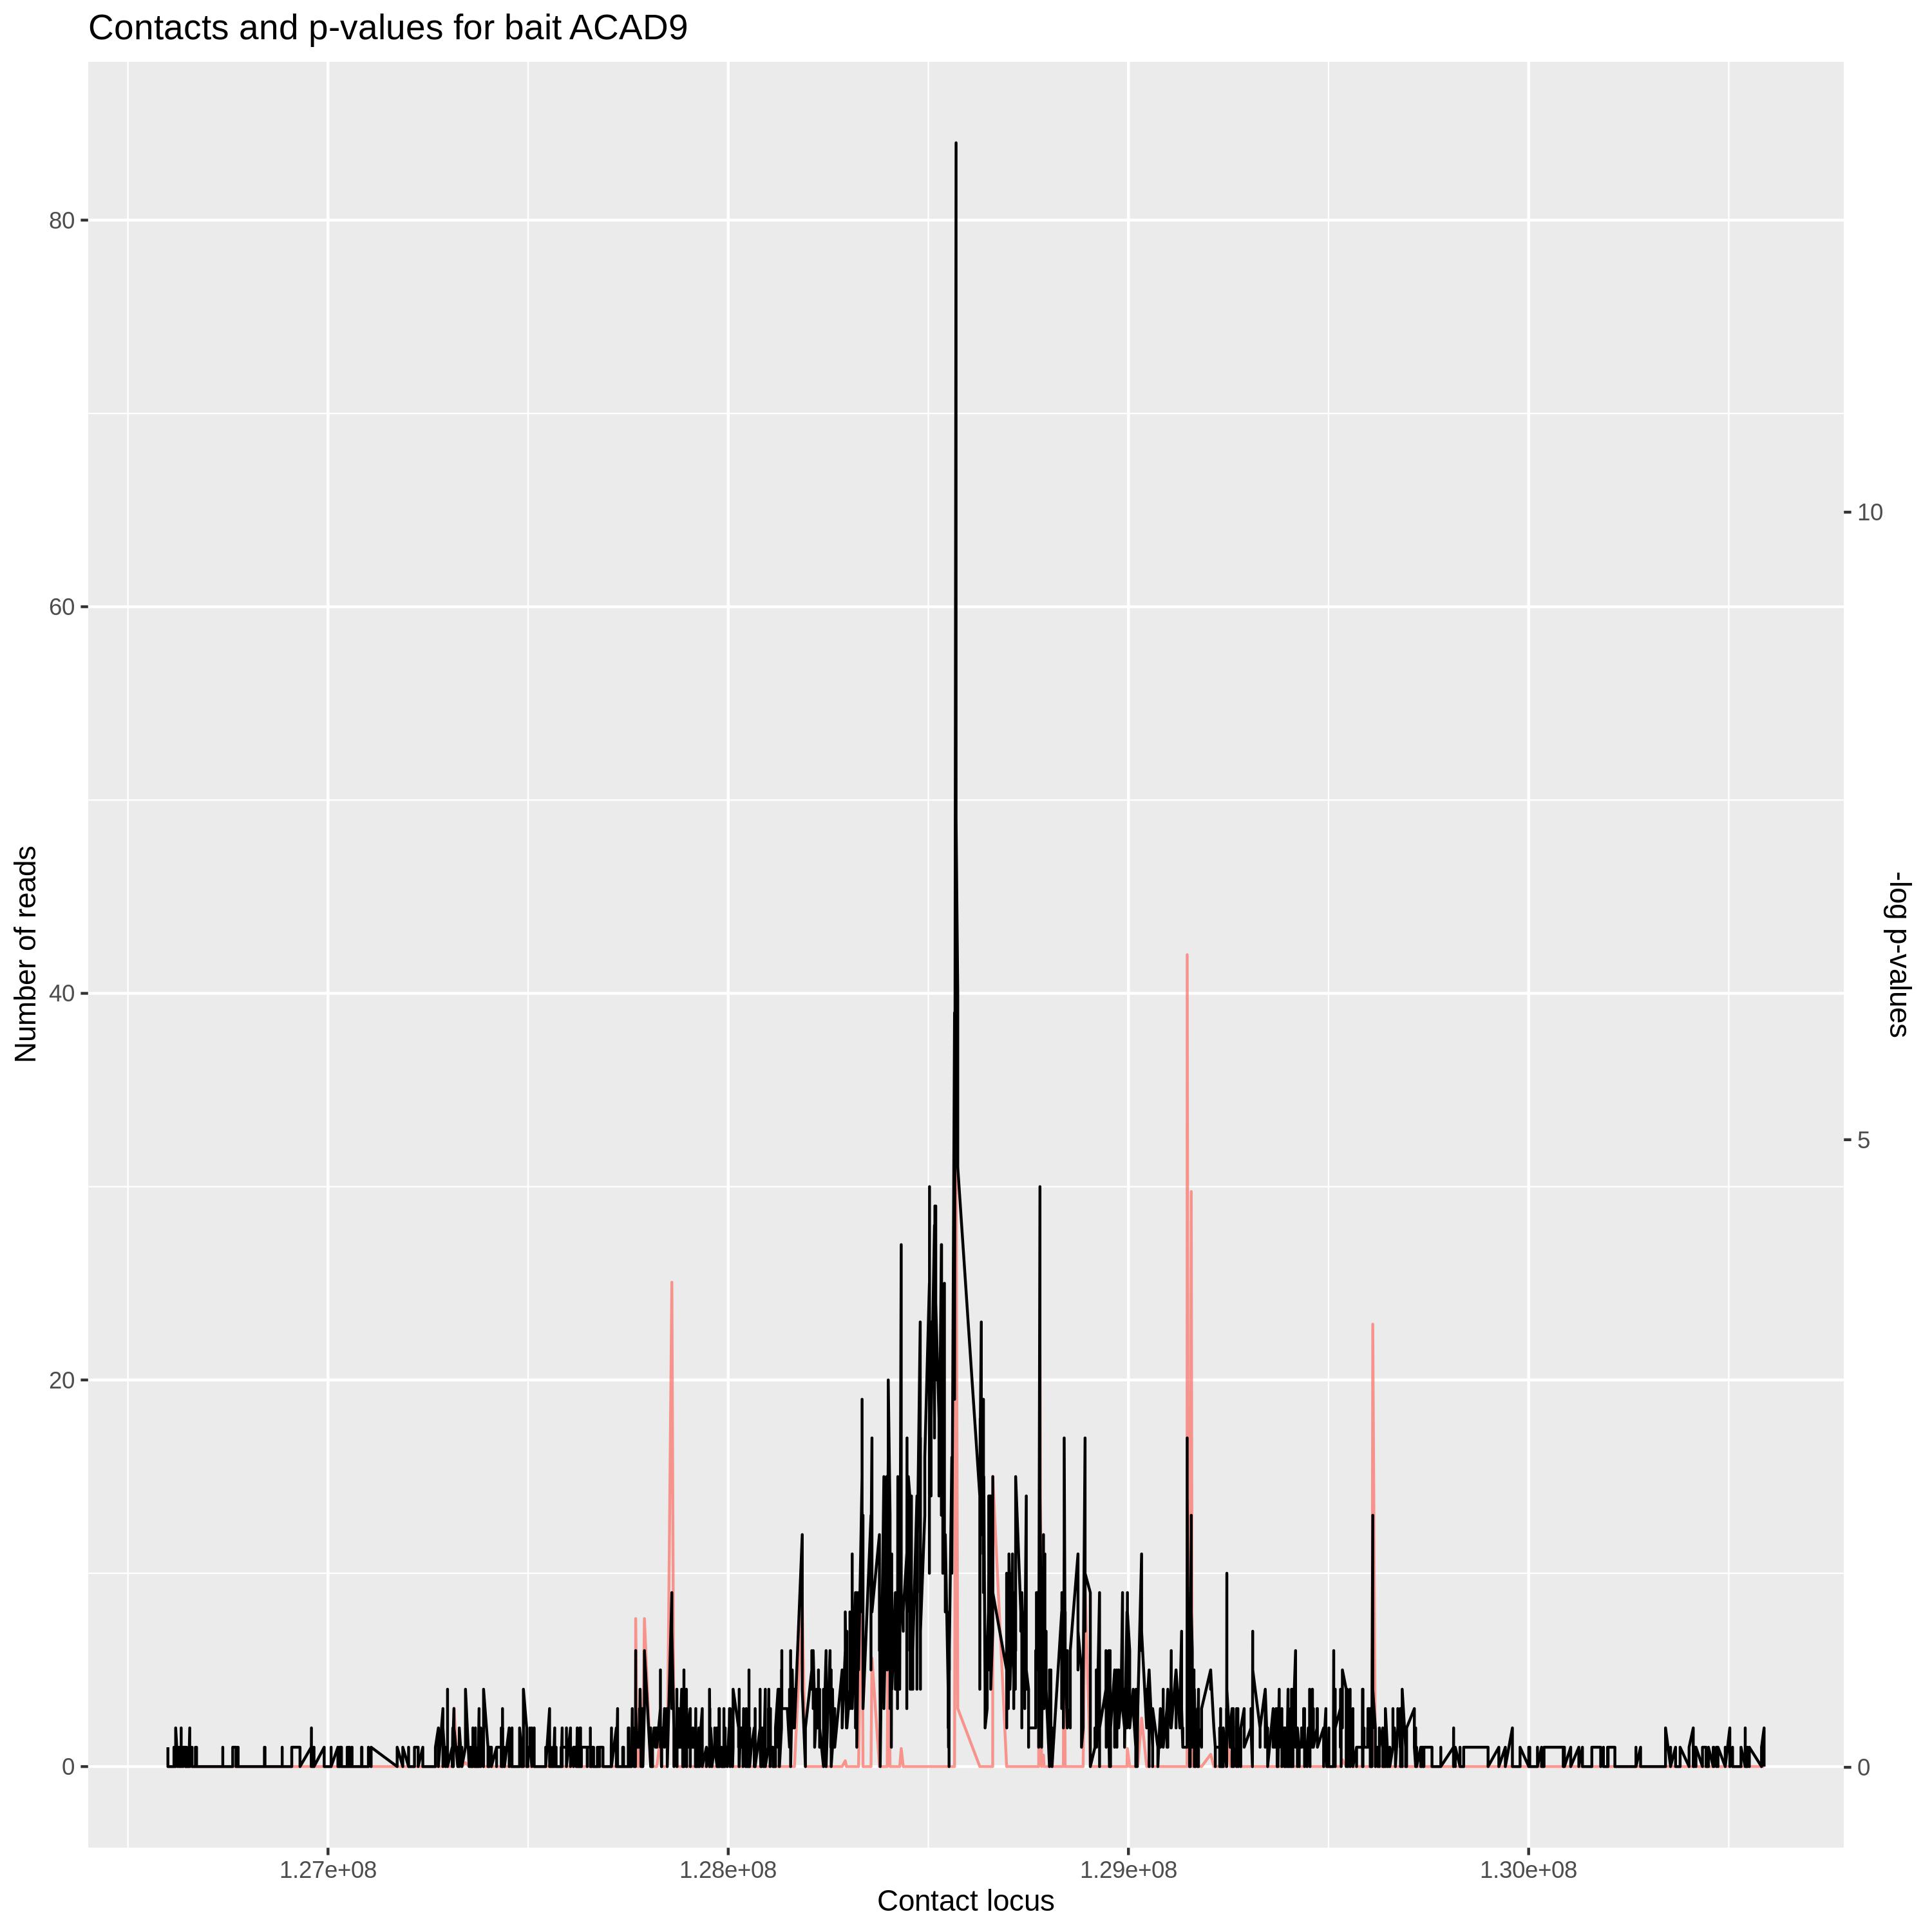 Contacts and p-values for bait ACAD9
80
60
40
20
0
Number of reads
10
5
0
-log p-values
1.27e+08
1.28e+08
1.29e+08
1.30e+08
Contact locus